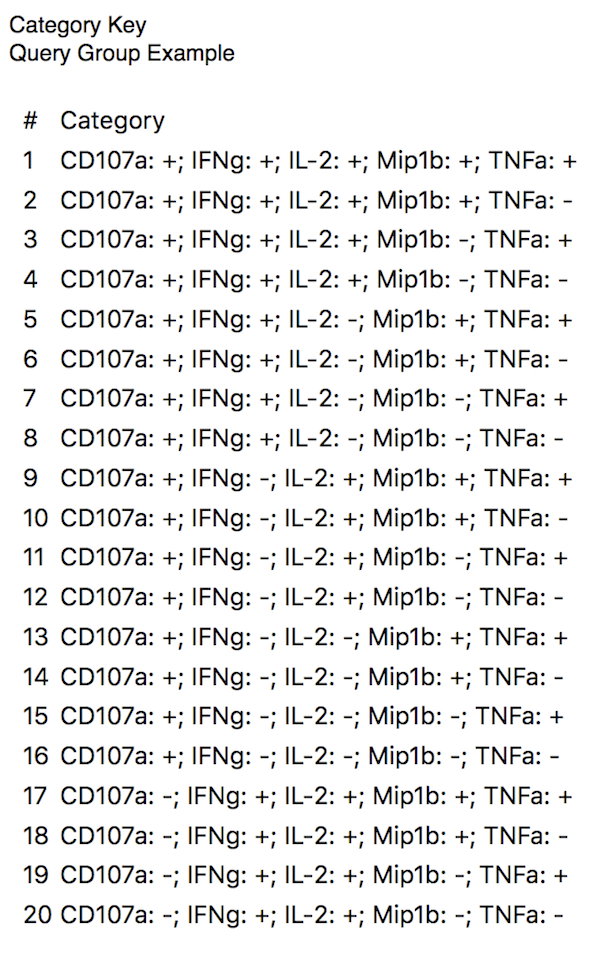 Category Key
Query Group Example
# Category
1 CD107a: +; IFNg: +; IL-2: +; Mip1b: +; TNFa: +
2 CD107a: +; IFNg: +; IL-2: +; Mip1b: +; TNFa: -
3 CD107a: +; IFNg: +; IL-2: +; Mip1b: -; TNFa: +
4 CD107a: +; IFNg: +; IL-2: +; Mip1b: -; TNFa: -
5 CD107a: +; IFNg: +; IL-2: -; Mip1b: +; TNFa: +
6 CD107a: +; IFNg: +; IL-2: -; Mip1b: +; TNFa: -
7 CD107a: +; IFNg: +; IL-2: -; Mip1b: -; TNFa: +
8 CD107a: +; IFNg: +; IL-2: -; Mip1b: -; TNFa: -
9 CD107a: +; IFNg: -; IL-2: +; Mip1b: +; TNFa: +
10 CD107a: +; IFNg: -; IL-2: +; Mip1b: +; TNFa: -
11 CD107a: +; IFNg: -; IL-2: +; Mip1b: -; TNFa: +
12 CD107a: +; IFNg: -; IL-2: +; Mip1b: -; TNFa: -
13 CD107a: +; IFNg: -; IL-2: -; Mip1b: +; TNFa: +
14 CD107a: +; IFNg: -; IL-2: -; Mip1b: +; TNFa: -
15 CD107a: +; IFNg: -; IL-2: -; Mip1b: -; TNFa: +
16 CD107a: +; IFNg: -; IL-2: -; Mip1b: -; TNFa: -
17 CD107a: -; IFNg: +; IL-2: +; Mip1b: +; TNFa: +
18 CD107a: -; IFNg: +; IL-2: +; Mip1b: +; TNFa: -
19 CD107a: -; IFNg: +; IL-2: +; Mip1b: -; TNFa: +
20 CD107a: -; IFNg: +; IL-2: +; Mip1b: -; TNFa: -